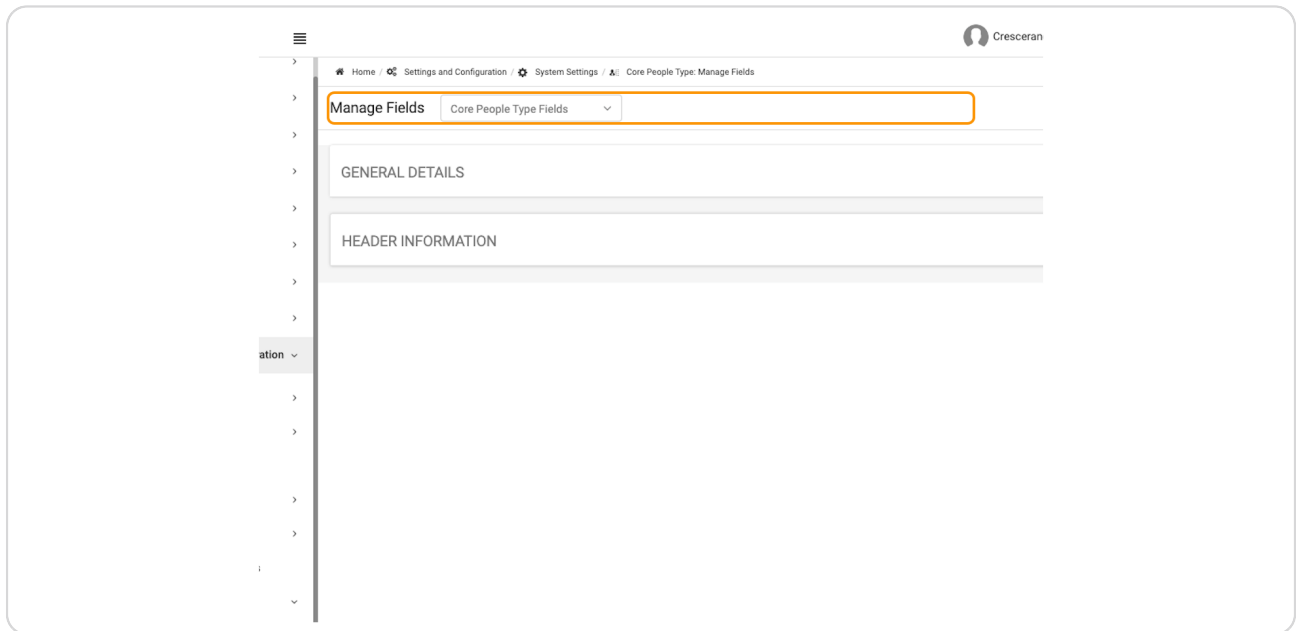 Cresceran
Home / Settings and Configuration / System Settings / Core People Type: Manage Fields
Manage Fields Core People Type Fields
GENERAL DETAILS
HEADER INFORMATION
ation
s